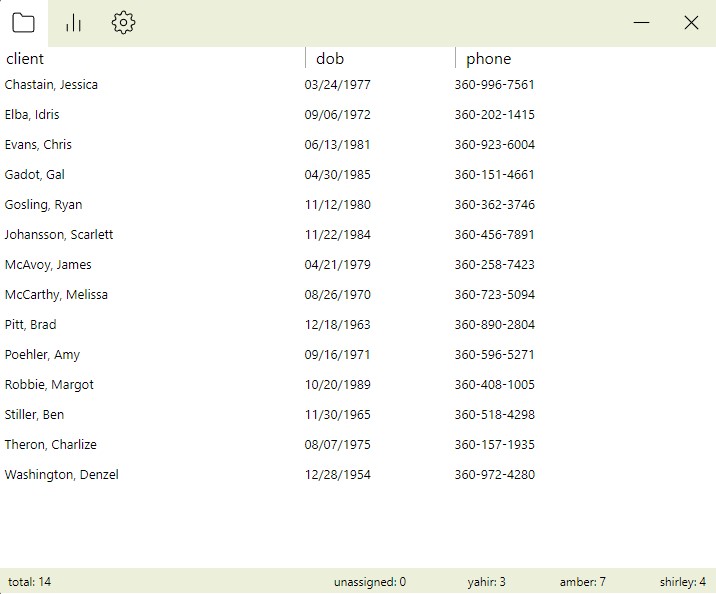 client dob phone
Chastain, Jessica 03/24/1977 360-996-7561
Elba, Idris 09/06/1972 360-202-1415
Evans, Chris 06/13/1981 360-923-6004
Gadot, Gal 04/30/1985 360-151-4661
Gosling, Ryan 11/12/1980 360-362-3746
Johansson, Scarlett 11/22/1984 360-456-7891
McAvoy, James 04/21/1979 360-258-7423
McCarthy, Melissa 08/26/1970 360-723-5094
Pitt, Brad 12/18/1963 360-890-2804
Poehler, Amy 09/16/1971 360-596-5271
Robbie, Margot 10/20/1989 360-408-1005
Stiller, Ben 11/30/1965 360-518-4298
Theron, Charlize 08/07/1975 360-157-1935
Washington, Denzel 12/28/1954 360-972-4280
total: 14 unassigned: 0 yahir: 3 amber: 7 shirley: 4